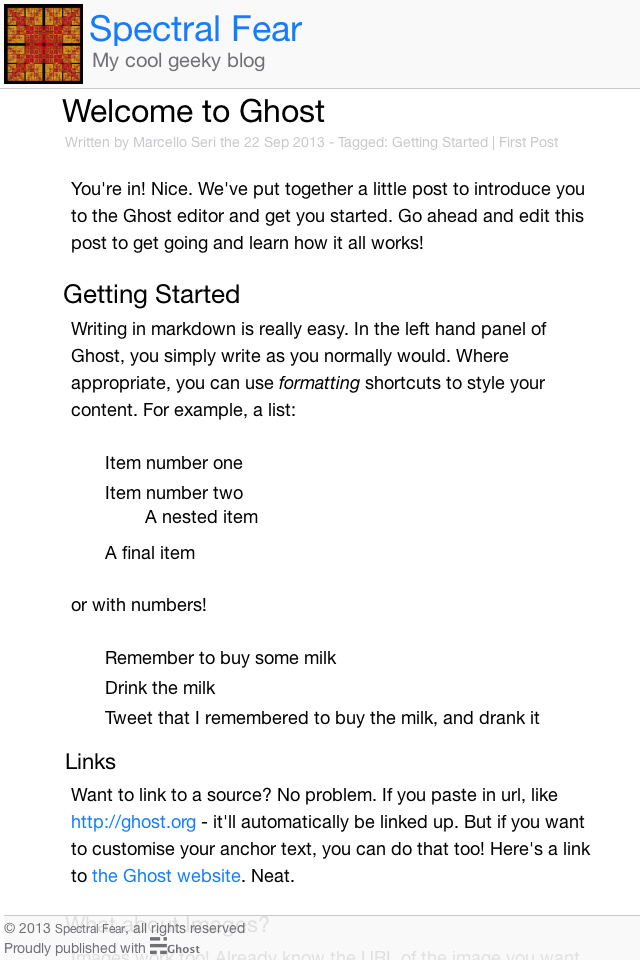 Spectral Fear
My cool geeky blog
Welcome to Ghost
Written by Marcello Seri the 22 Sep 2013 - Tagged: Getting Started | First Post
You're in! Nice. We've put together a little post to introduce you
to the Ghost editor and get you started. Go ahead and edit this
post to get going and learn how it all works!
Getting Started
Writing in markdown is really easy. In the left hand panel of
Ghost, you simply write as you normally would. Where
appropriate, you can use formatting shortcuts to style your
content. For example, a list:
Item number one
Item number two
A nested item
A final item
or with numbers!
Remember to buy some milk
Drink the milk
Tweet that I remembered to buy the milk, and drank it
Links
Want to link to a source? No problem. If you paste in url, like
http://ghost.org - it'll automatically be linked up. But if you want
to customise your anchor text, you can do that too! Here's a link
to the Ghost website. Neat.
What about Images?
© 2013 Spectral Fear, all rights reserved
Proudly published with Ghost
Images work too! Already know the URL of the image you want